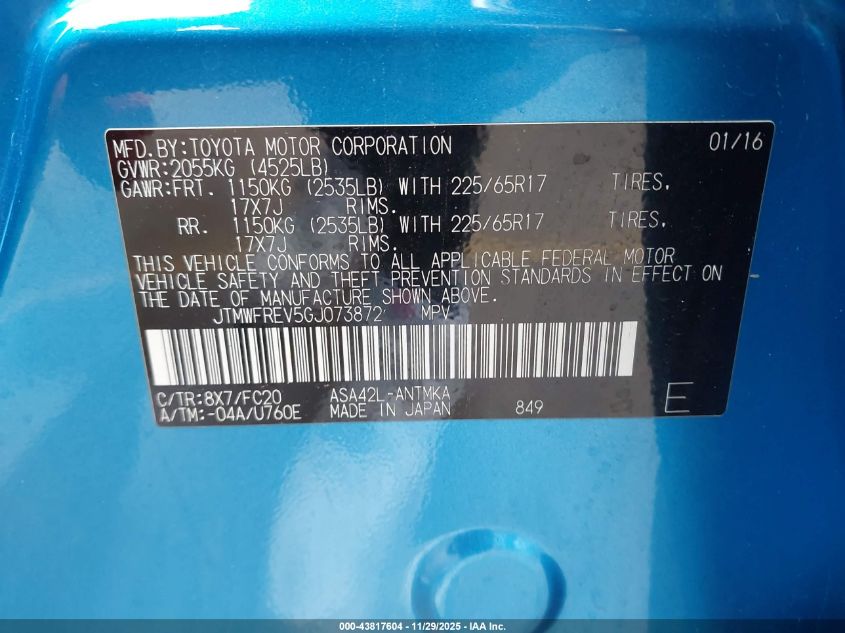 MFD.BY:TOYOTA MOTOR CORPORATION 01/16
GVWR:2055KG (4525LB)
GAWR:FRT. 1150KG (2535LB) WITH 225/65R17 TIRES,
17X7J RIMS.
RR. 1150KG (2535LB) WITH 225/65R17 TIRES,
17X7J RIMS.
THIS VEHICLE CONFORMS TO ALL APPLICABLE FEDERAL MOTOR
VEHICLE SAFETY AND THEFT PREVENTION STANDARDS IN EFFECT ON
THE DATE OF MANUFACTURE SHOWN ABOVE.
JTMWFREV5GJ073872 MPV
C/TR:8X7/FC20 ASA42L-ANTMKA
A/TM:-04A/U760E MADE IN JAPAN 849 E
000-43817604 - 11/29/2025 - IAA Inc.